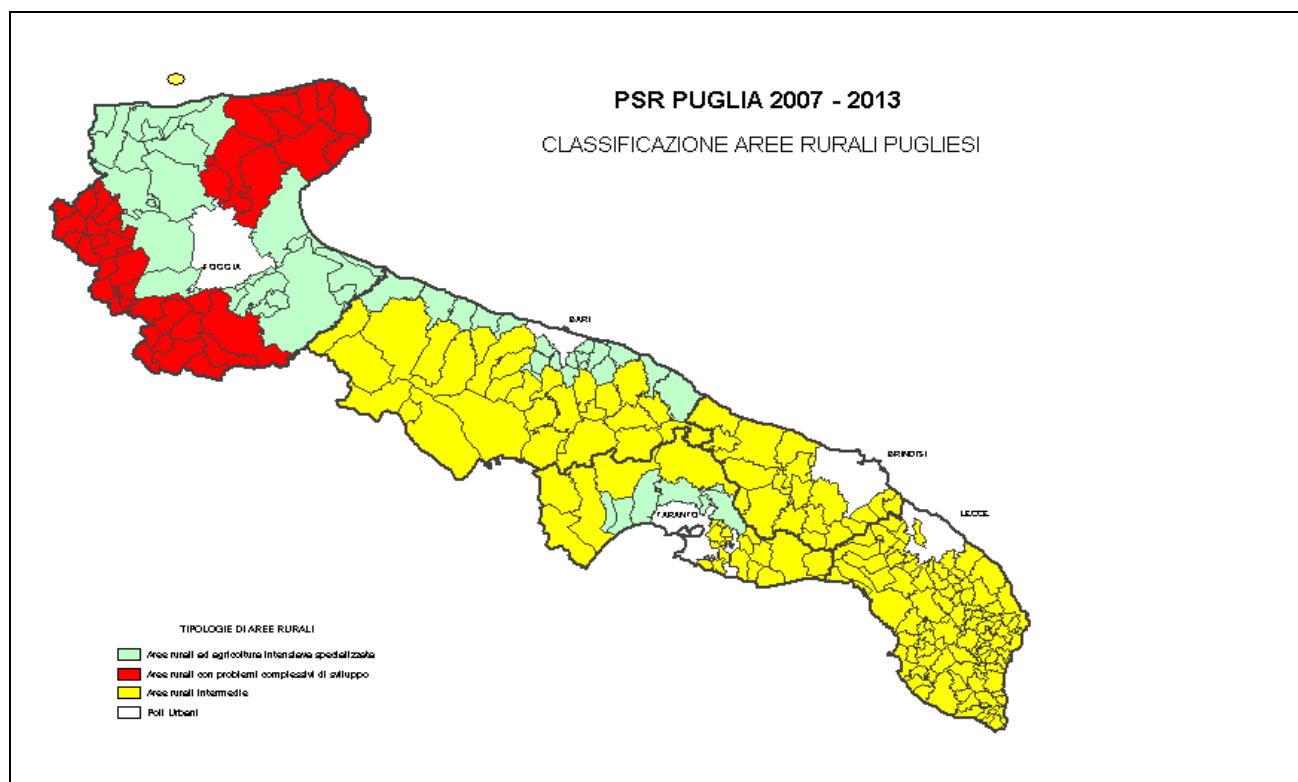 PSR PUGLIA 2007 - 2013
CLASSIFICAZIONE AREE RURALI PUGLIESI
FOGGIA
BARI
BRINDISI
LECCE
TARANTO
TIPOLOGIE DI AREE RURALI
Aree rurali ad agricoltura intensiava specializzata
Aree rurali con problemi complessivi di sviluppo
Aree rurali intermedie
Poli Urbani